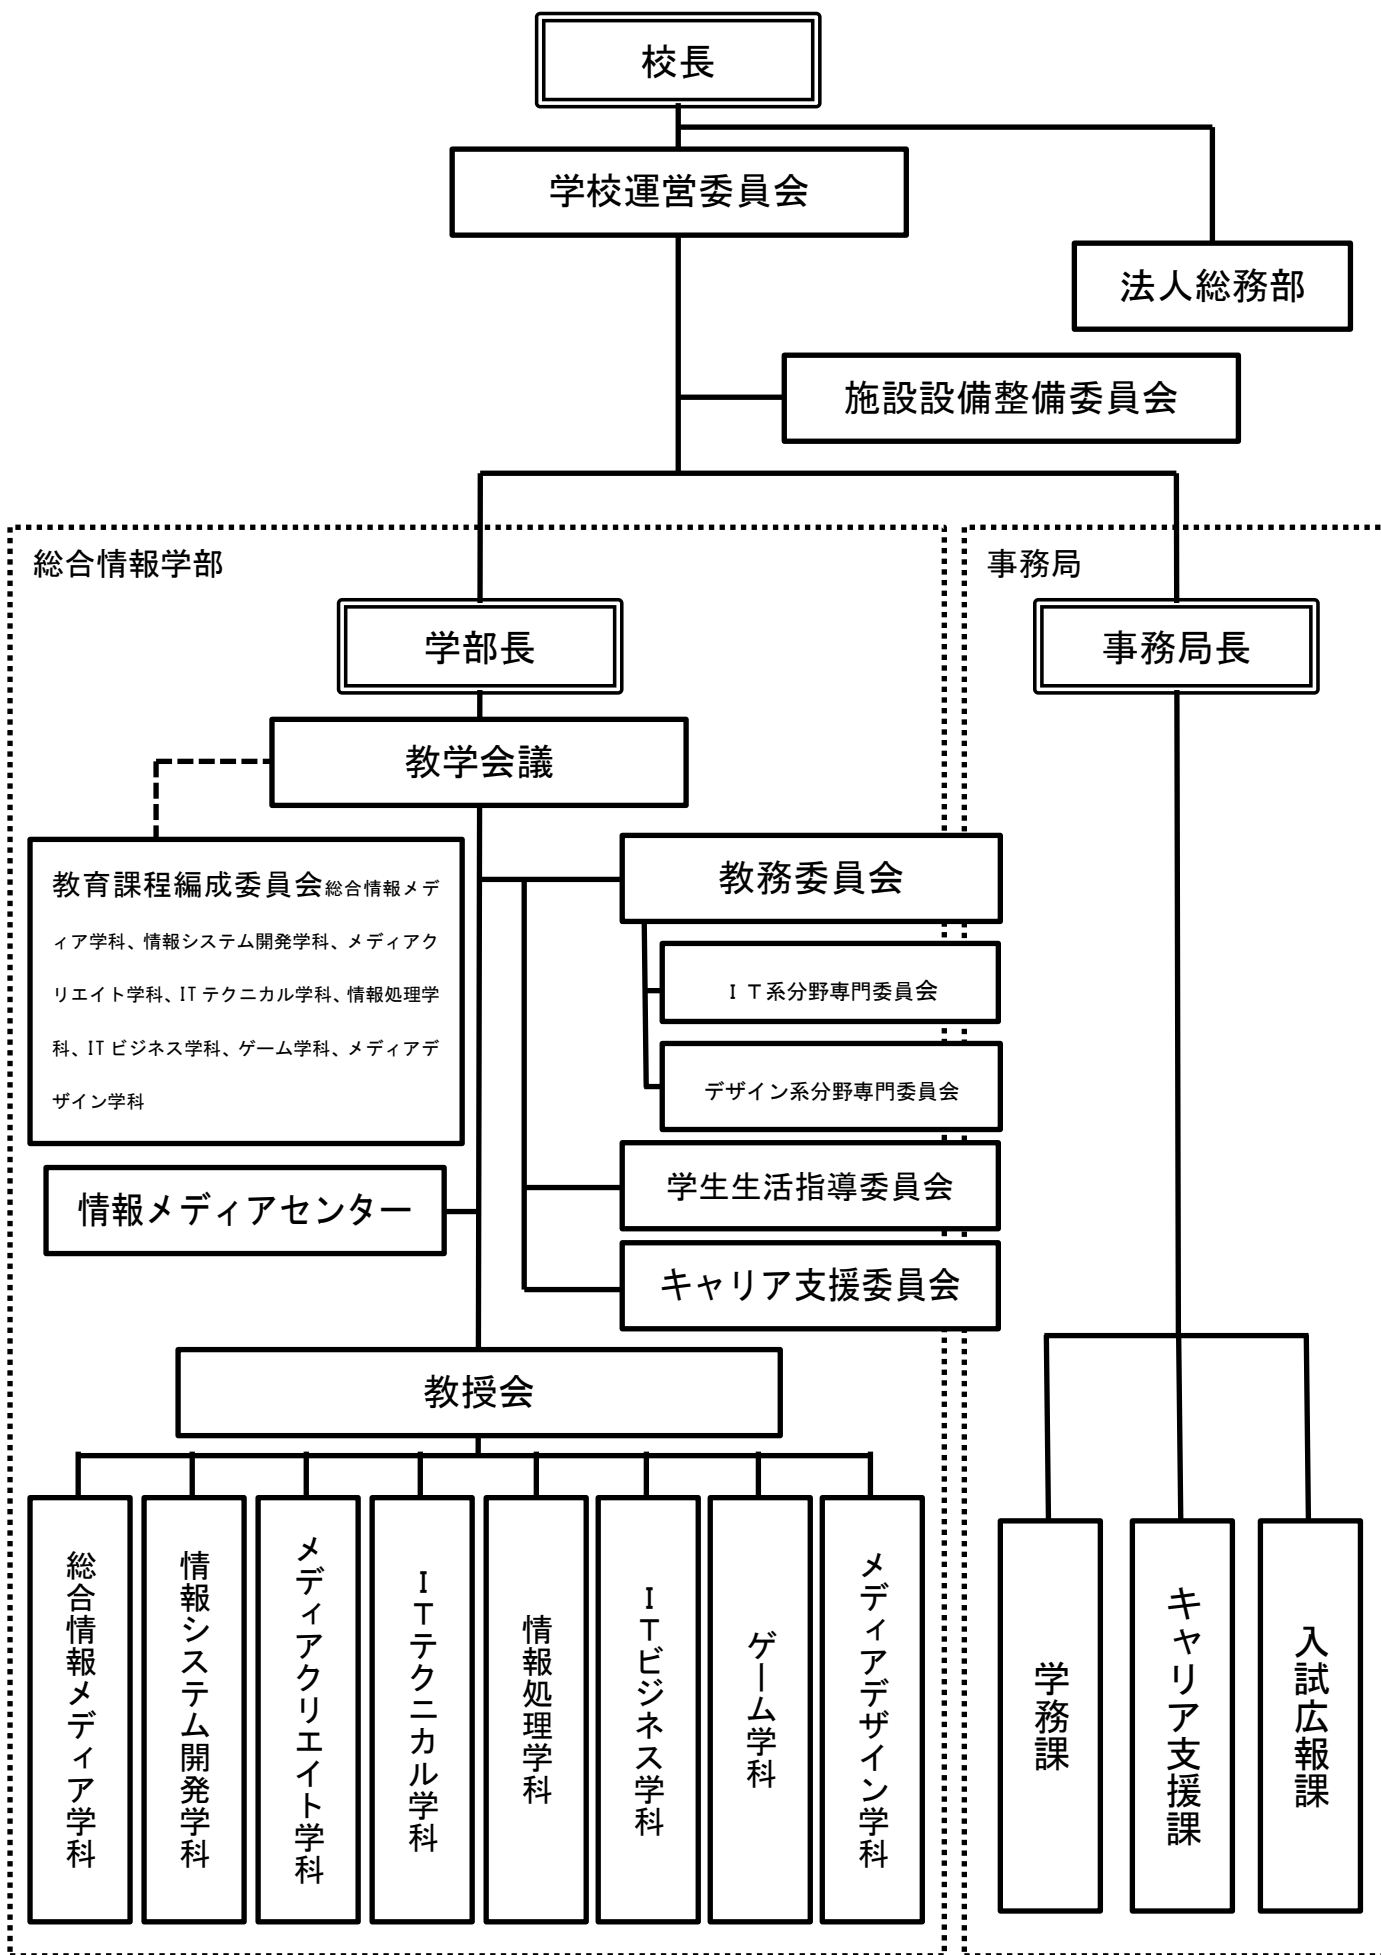 校長
学校運営委員会
法人総務部
施設設備整備委員会
総合情報学部
事務局
学部長
事務局長
教学会議
教育課程編成委員会総合情報メデ
ィア学科、情報システム開発学科、メディアク
リエイト学科、ITテクニカル学科、情報処理学
科、ITビジネス学科、ゲーム学科、メディアデ
ザイン学科
教務委員会
IT系分野専門委員会
デザイン系分野専門委員会
学生生活指導委員会
情報メディアセンター
キャリア支援委員会
教授会
総合情報メディア学科
情報システム開発学科
メディアクリエイト学科
ITテクニカル学科
情報処理学科
ITビジネス学科
ゲーム学科
メディアデザイン学科
学務課
キャリア支援課
入試広報課